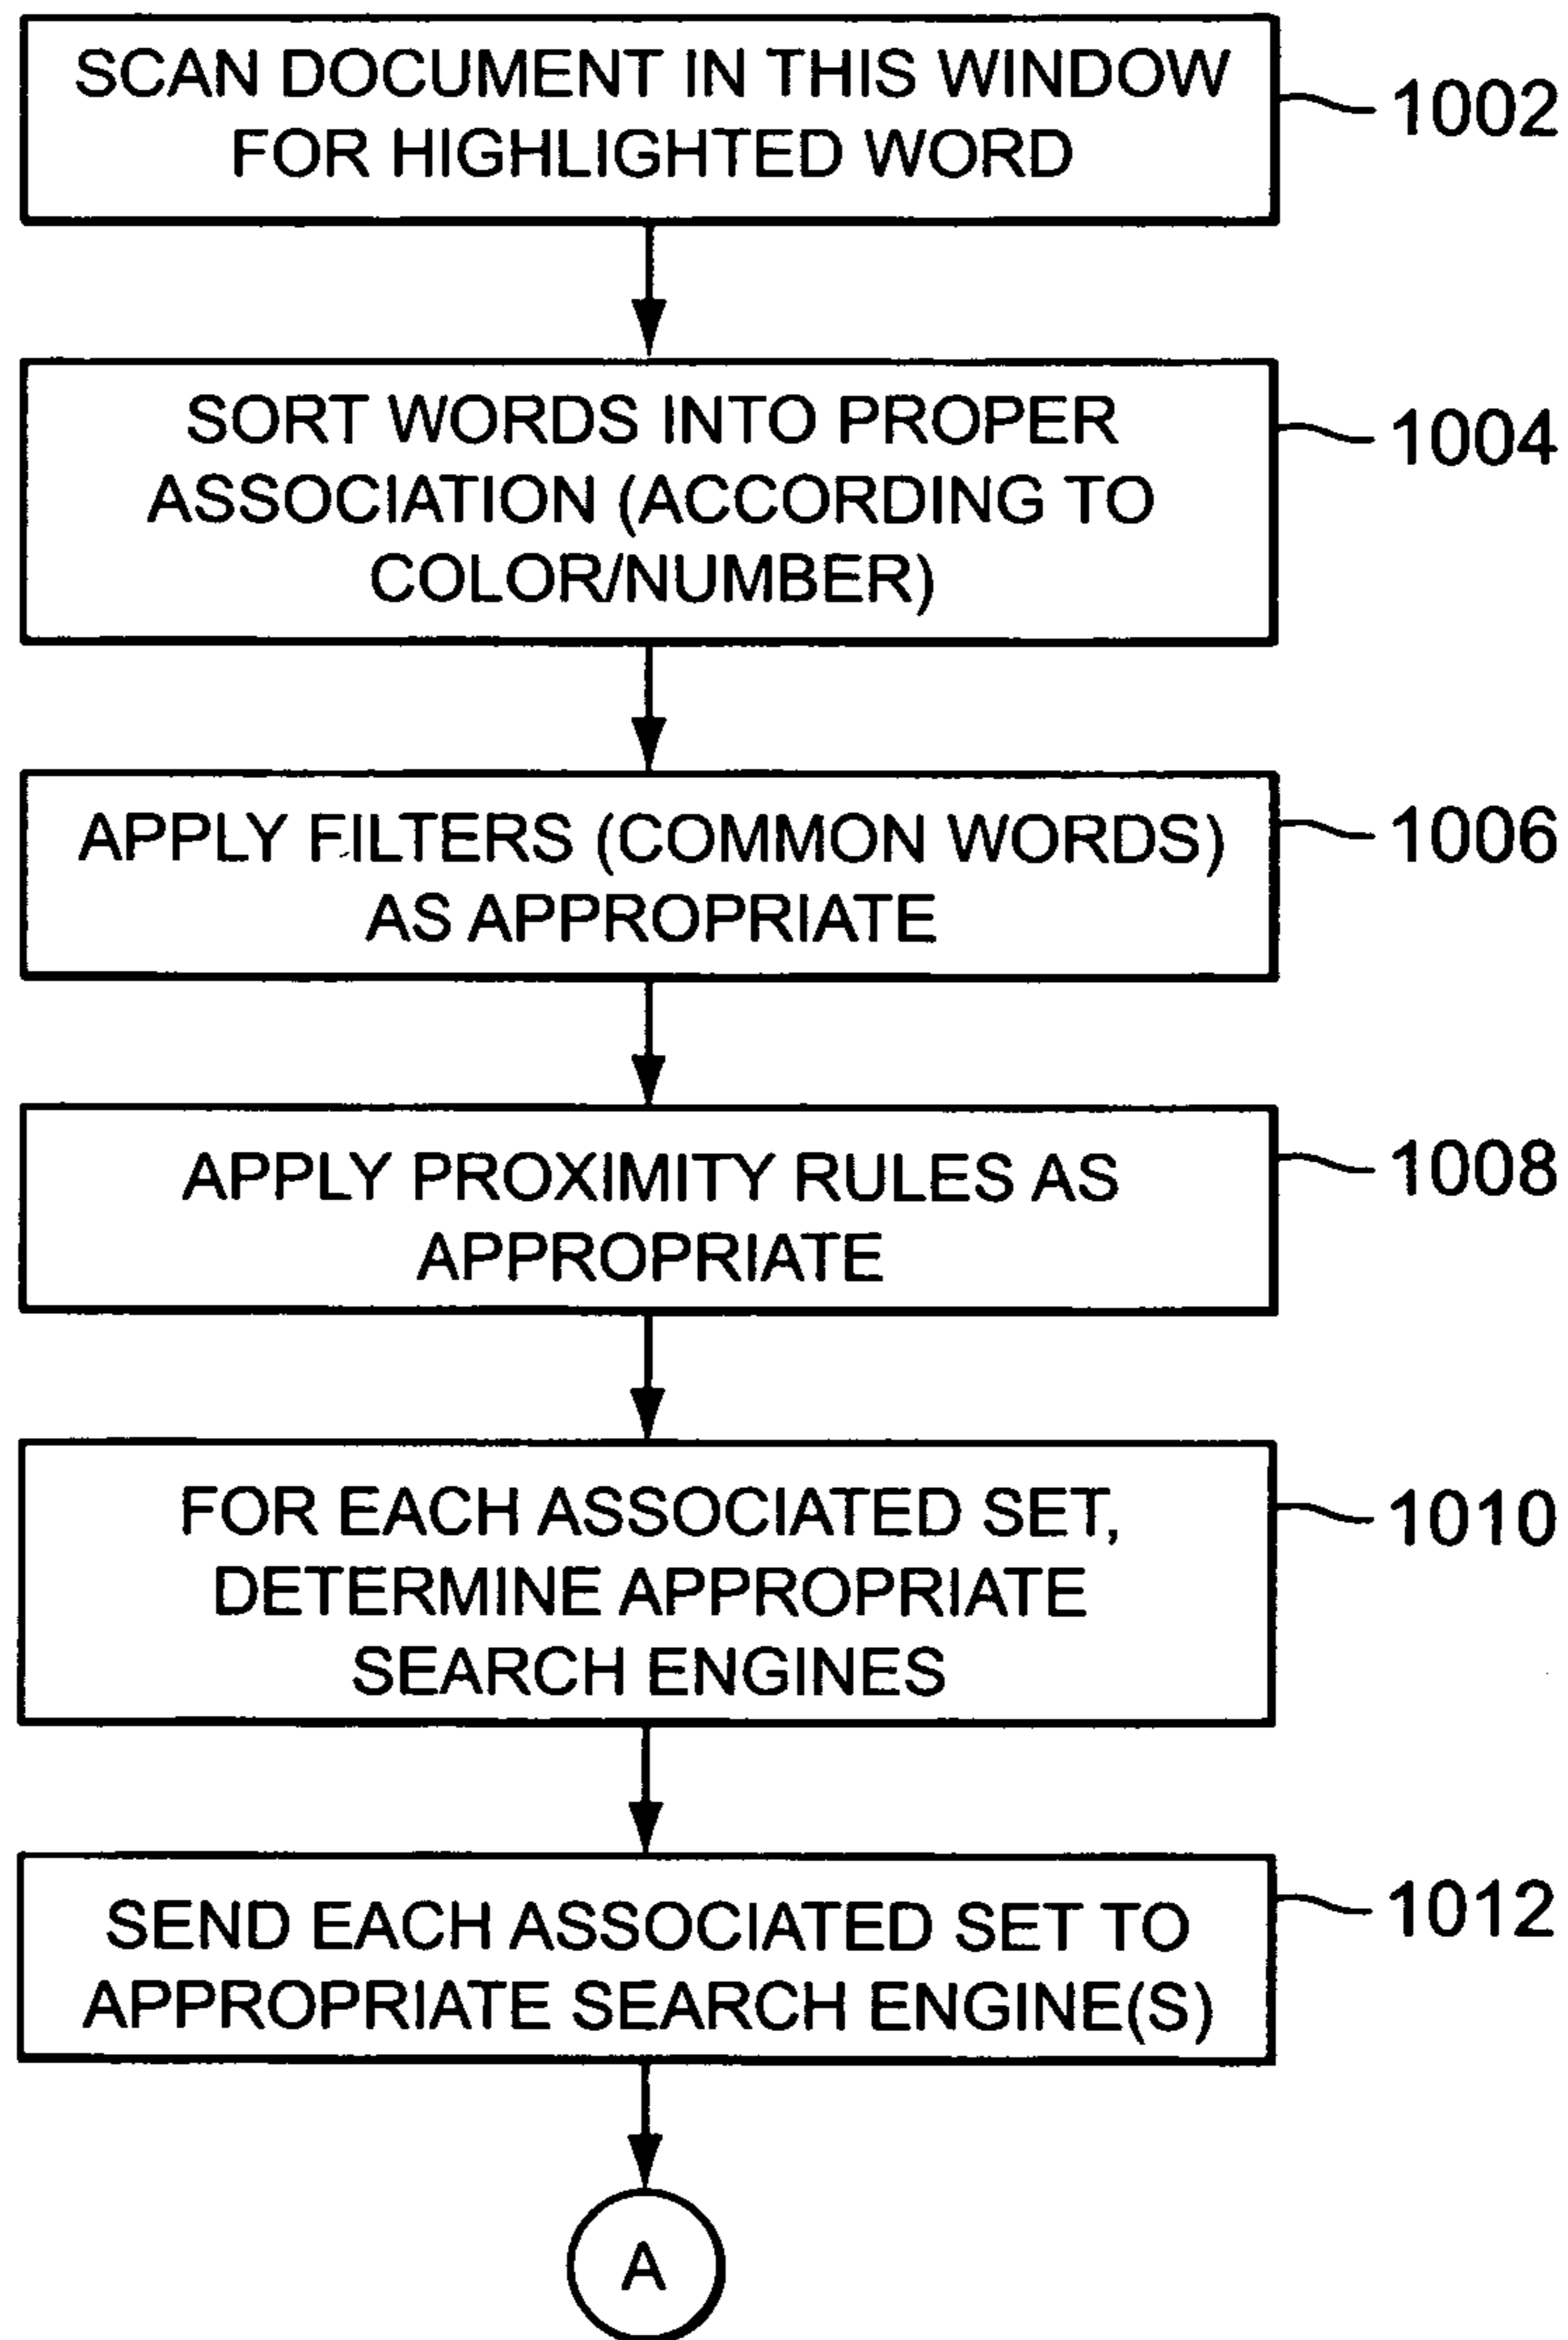 SCAN DOCUMENT IN THIS WINDOW
FOR HIGHLIGHTED WORD
1002
SORT WORDS INTO PROPER
ASSOCIATION (ACCORDING TO
COLOR/NUMBER)
1004
APPLY FILTERS (COMMON WORDS)
AS APPROPRIATE
1006
APPLY PROXIMITY RULES AS
APPROPRIATE
1008
FOR EACH ASSOCIATED SET,
DETERMINE APPROPRIATE
SEARCH ENGINES
1010
SEND EACH ASSOCIATED SET TO
APPROPRIATE SEARCH ENGINE(S)
1012
A